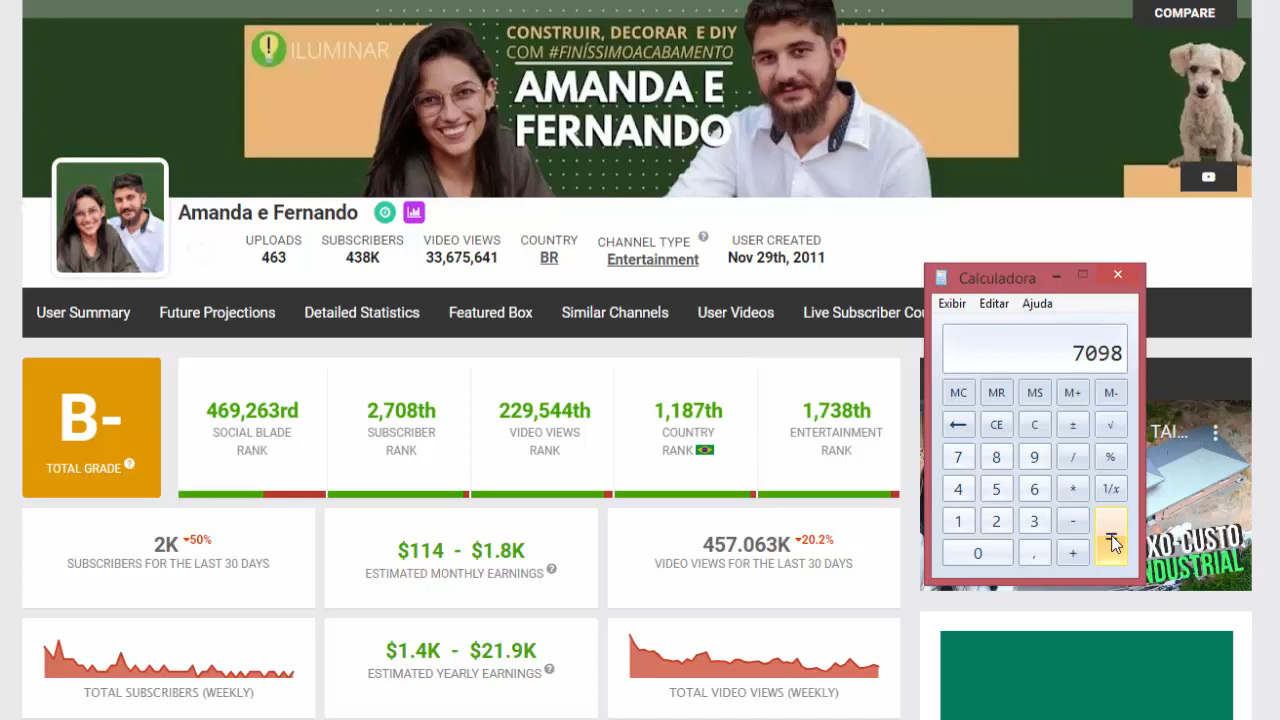 COMPARE
ILUMINAR
CONSTRUIR, DECORAR E DIY
COM #FINÍSSIMOACABAMENTO
AMANDA E
FERNANDO
Amanda e Fernando
UPLOADS
463
SUBSCRIBERS
438K
VIDEO VIEWS
33,675,641
COUNTRY
BR
CHANNEL TYPE ?
Entertainment
USER CREATED
Nov 29th, 2011
User Summary Future Projections Detailed Statistics Featured Box Similar Channels User Videos Live Subscriber Cou
B-
TOTAL GRADE ?
469,263rd
SOCIAL BLADE
RANK
2,708th
SUBSCRIBER
RANK
229,544th
VIDEO VIEWS
RANK
1,187th
COUNTRY
RANK
1,738th
ENTERTAINMENT
RANK
2K 50%
SUBSCRIBERS FOR THE LAST 30 DAYS
$114 - $1.8K
ESTIMATED MONTHLY EARNINGS ?
457.063K 20.2%
VIDEO VIEWS FOR THE LAST 30 DAYS
TOTAL SUBSCRIBERS (WEEKLY)
$1.4K - $21.9K
ESTIMATED YEARLY EARNINGS ?
TOTAL VIDEO VIEWS (WEEKLY)
Calculadora
Exibir Editar Ajuda
7098
MC MR MS M+ M-
← CE C ± √
7 8 9 / %
4 5 6 * 1/x
1 2 3 - =
0 , +
TAI...
XO-CUSTO
NDUSTRIAL